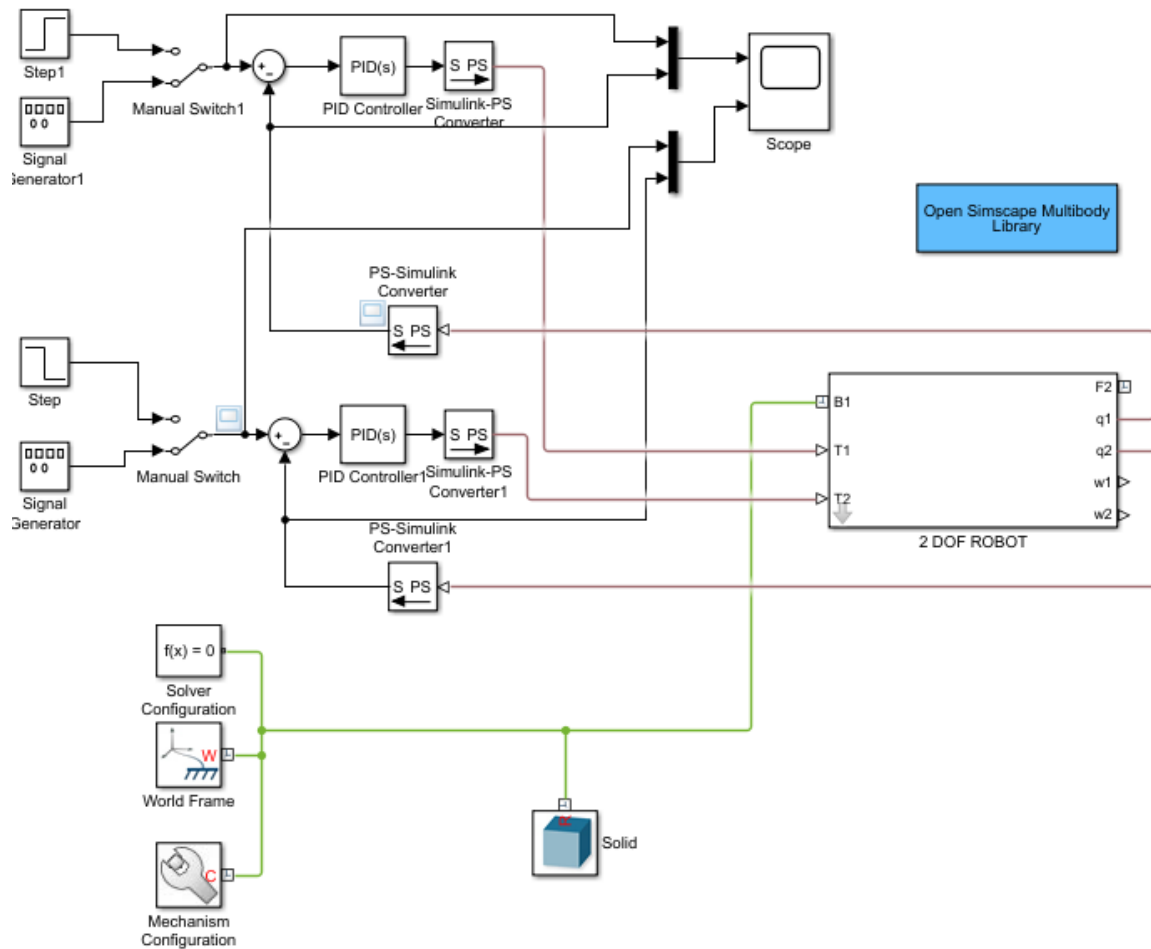 Step1
Signal
Generator1
Manual Switch1
+
-
PID(s)
PID Controller
S PS
Simulink-PS
Converter
Scope
Open Simscape Multibody
Library
PS-Simulink
Converter
S PS
Step
Signal
Generator
Manual Switch
+
-
PID(s)
PID Controller1
S PS
Simulink-PS
Converter1
PS-Simulink
Converter1
S PS
B1
T1
T2
F2
q1
q2
w1
w2
2 DOF ROBOT
f(x) = 0
Solver
Configuration
W
World Frame
C
Mechanism
Configuration
R
Solid